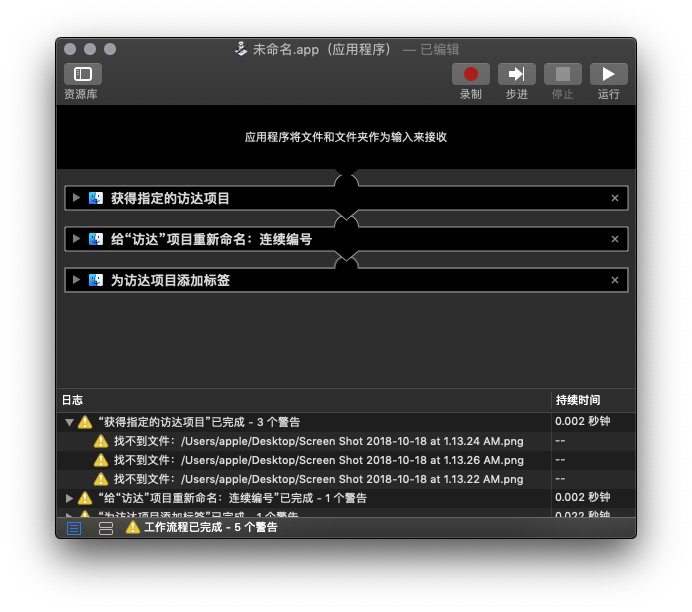 未命名.app（应用程序） — 已编辑
资源库
录制 步进 停止 运行
应用程序将文件和文件夹作为输入来接收
获得指定的访达项目
给“访达”项目重新命名：连续编号
为访达项目添加标签
日志 持续时间
“获得指定的访达项目”已完成 - 3 个警告 0.002 秒钟
找不到文件：/Users/apple/Desktop/Screen Shot 2018-10-18 at 1.13.24 AM.png --
找不到文件：/Users/apple/Desktop/Screen Shot 2018-10-18 at 1.13.26 AM.png --
找不到文件：/Users/apple/Desktop/Screen Shot 2018-10-18 at 1.13.22 AM.png --
“给“访达”项目重新命名：连续编号”已完成 - 1 个警告 0.002 秒钟
“为访达项目添加标签”已完成 - 1 个警告 0.022 秒钟
工作流程已完成 - 5 个警告